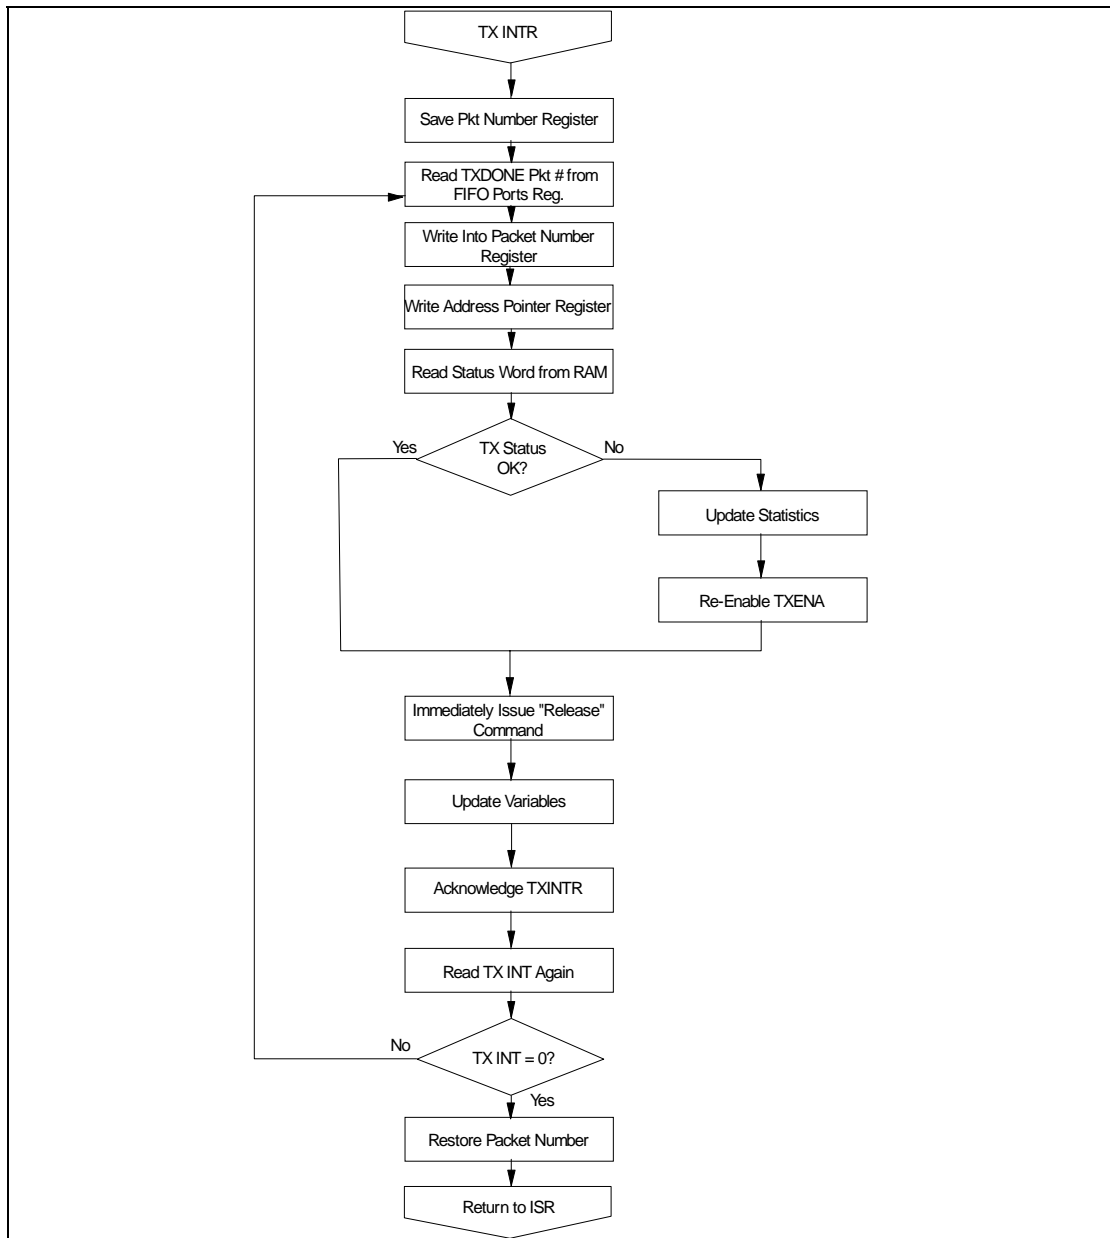 TX INTR
Save Pkt Number Register
Read TXDONE Pkt # from
FIFO Ports Reg.
Write Into Packet Number
Register
Write Address Pointer Register
Read Status Word from RAM
Yes
TX Status
OK?
No
Update Statistics
Re-Enable TXENA
Immediately Issue "Release"
Command
Update Variables
Acknowledge TXINTR
Read TX INT Again
No
TX INT = 0?
Yes
Restore Packet Number
Return to ISR